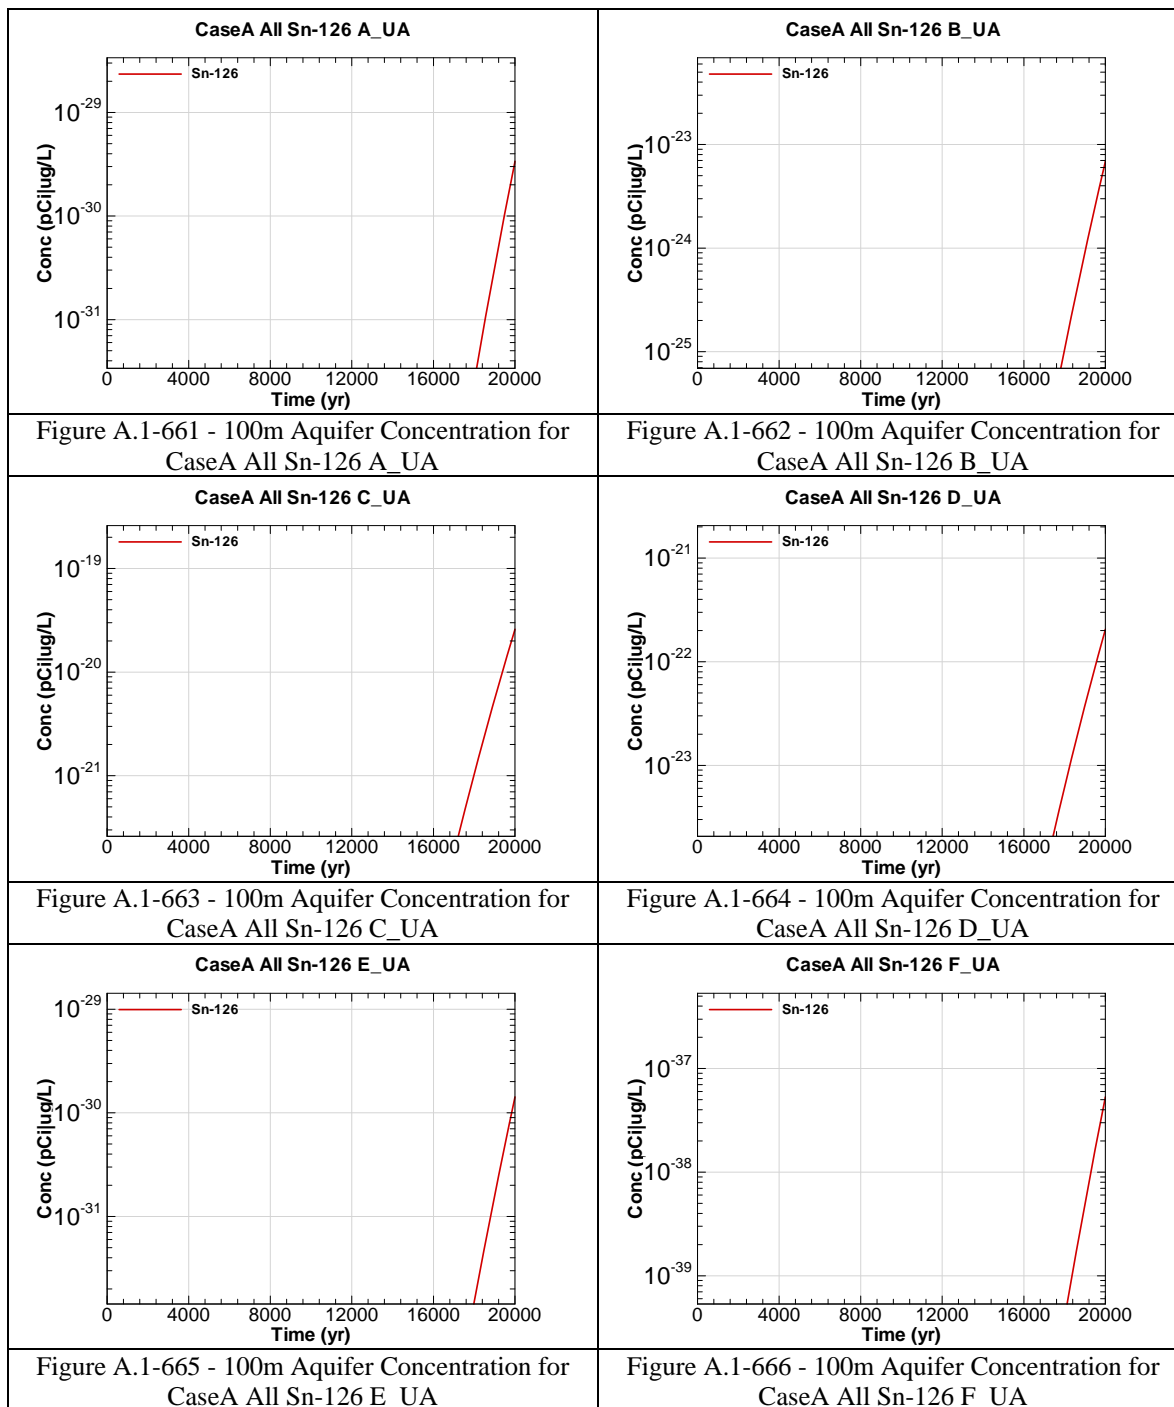 CaseA All Sn-126 A_UA
Sn-126
Conc (pCi|ug/L)
10-29
10-30
10-31
0 4000 8000 12000 16000 20000
Time (yr)
Figure A.1-661 - 100m Aquifer Concentration for
CaseA All Sn-126 A_UA
CaseA All Sn-126 B_UA
Sn-126
Conc (pCi|ug/L)
10-23
10-24
10-25
0 4000 8000 12000 16000 20000
Time (yr)
Figure A.1-662 - 100m Aquifer Concentration for
CaseA All Sn-126 B_UA
CaseA All Sn-126 C_UA
Sn-126
Conc (pCi|ug/L)
10-19
10-20
10-21
0 4000 8000 12000 16000 20000
Time (yr)
Figure A.1-663 - 100m Aquifer Concentration for
CaseA All Sn-126 C_UA
CaseA All Sn-126 D_UA
Sn-126
Conc (pCi|ug/L)
10-21
10-22
10-23
0 4000 8000 12000 16000 20000
Time (yr)
Figure A.1-664 - 100m Aquifer Concentration for
CaseA All Sn-126 D_UA
CaseA All Sn-126 E_UA
Sn-126
Conc (pCi|ug/L)
10-29
10-30
10-31
0 4000 8000 12000 16000 20000
Time (yr)
Figure A.1-665 - 100m Aquifer Concentration for
CaseA All Sn-126 E_UA
CaseA All Sn-126 F_UA
Sn-126
Conc (pCi|ug/L)
10-37
10-38
10-39
0 4000 8000 12000 16000 20000
Time (yr)
Figure A.1-666 - 100m Aquifer Concentration for
CaseA All Sn-126 F_UA